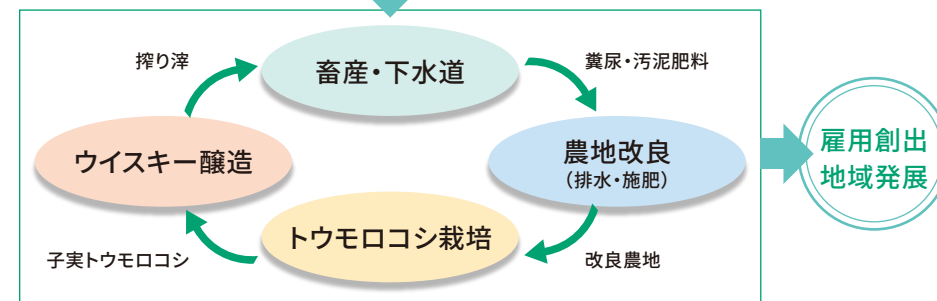 搾り滓
畜産・下水道
糞尿・汚泥肥料
ウイスキー醸造
農地改良
（排水・施肥）
雇用創出
地域発展
トウモロコシ栽培
子実トウモロコシ
改良農地